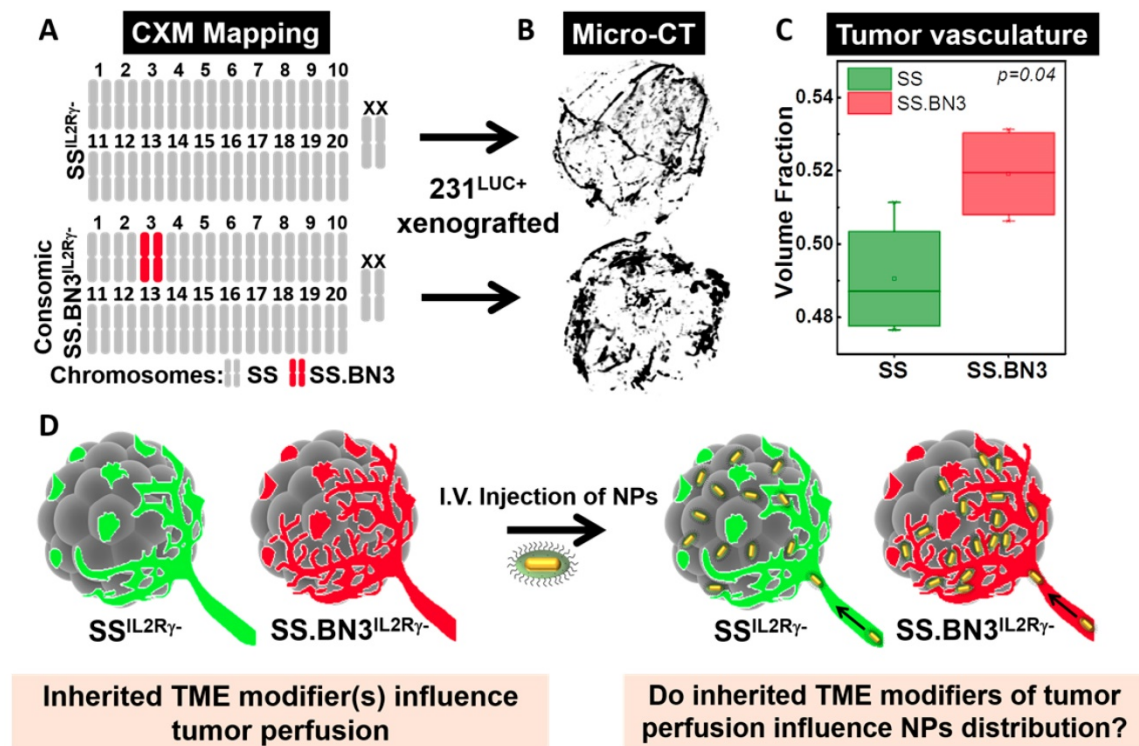 A
CXM Mapping
1 2 3 4 5 6 7 8 9 10
XX
11 12 13 14 15 16 17 18 19 20
SS^IL2Rγ-
1 2 3 4 5 6 7 8 9 10
XX
11 12 13 14 15 16 17 18 19 20
Consomic
SS.BN3^IL2Rγ-
Chromosomes: SS SS.BN3
231^LUC+
xenografted
B
Micro-CT
C
Tumor vasculature
SS
SS.BN3
p=0.04
Volume Fraction
0.54
0.52
0.50
0.48
SS SS.BN3
D
SS^IL2Rγ- SS.BN3^IL2Rγ-
I.V. Injection of NPs
SS^IL2Rγ- SS.BN3^IL2Rγ-
Inherited TME modifier(s) influence
tumor perfusion
Do inherited TME modifiers of tumor
perfusion influence NPs distribution?